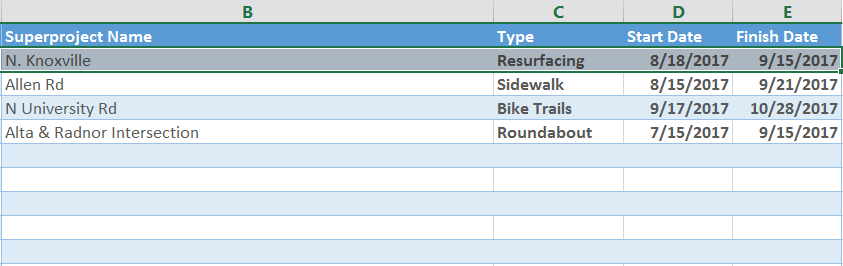 B C D E
Superproject Name Type Start Date Finish Date
N. Knoxville Resurfacing 8/18/2017 9/15/2017
Allen Rd Sidewalk 8/15/2017 9/21/2017
N University Rd Bike Trails 9/17/2017 10/28/2017
Alta & Radnor Intersection Roundabout 7/15/2017 9/15/2017